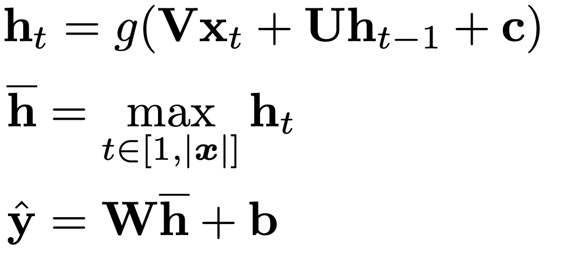 h_t = g(Vx_t + Uh_{t−1} + c)
h̅ = max_{t∈[1,|x|]} h_t
ŷ = Wh̅ + b